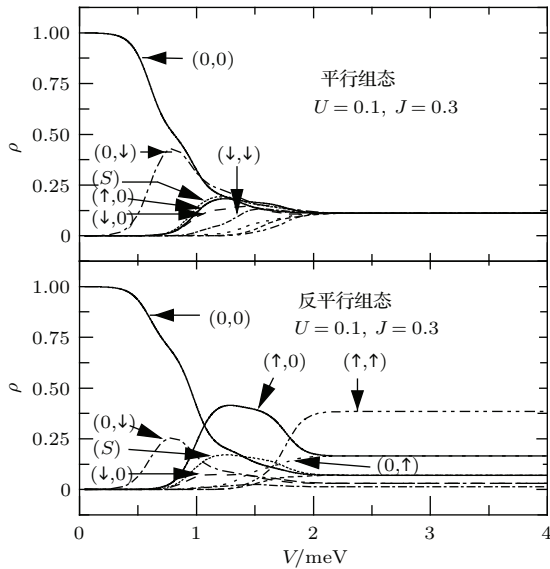 1.00
(0,0)
平行组态
0.75
U = 0.1, J = 0.3
ρ
0.50
(0,↓)
(↓,↓)
(S)
0.25
(↑,0)
(↓,0)
0
1.00
反平行组态
(0,0)
U = 0.1, J = 0.3
0.75
(↑,0)
(↑,↑)
ρ
0.50
(0,↓)
0.25
(S)
(0,↑)
(↓,0)
0
0 1 2 3 4
V/meV